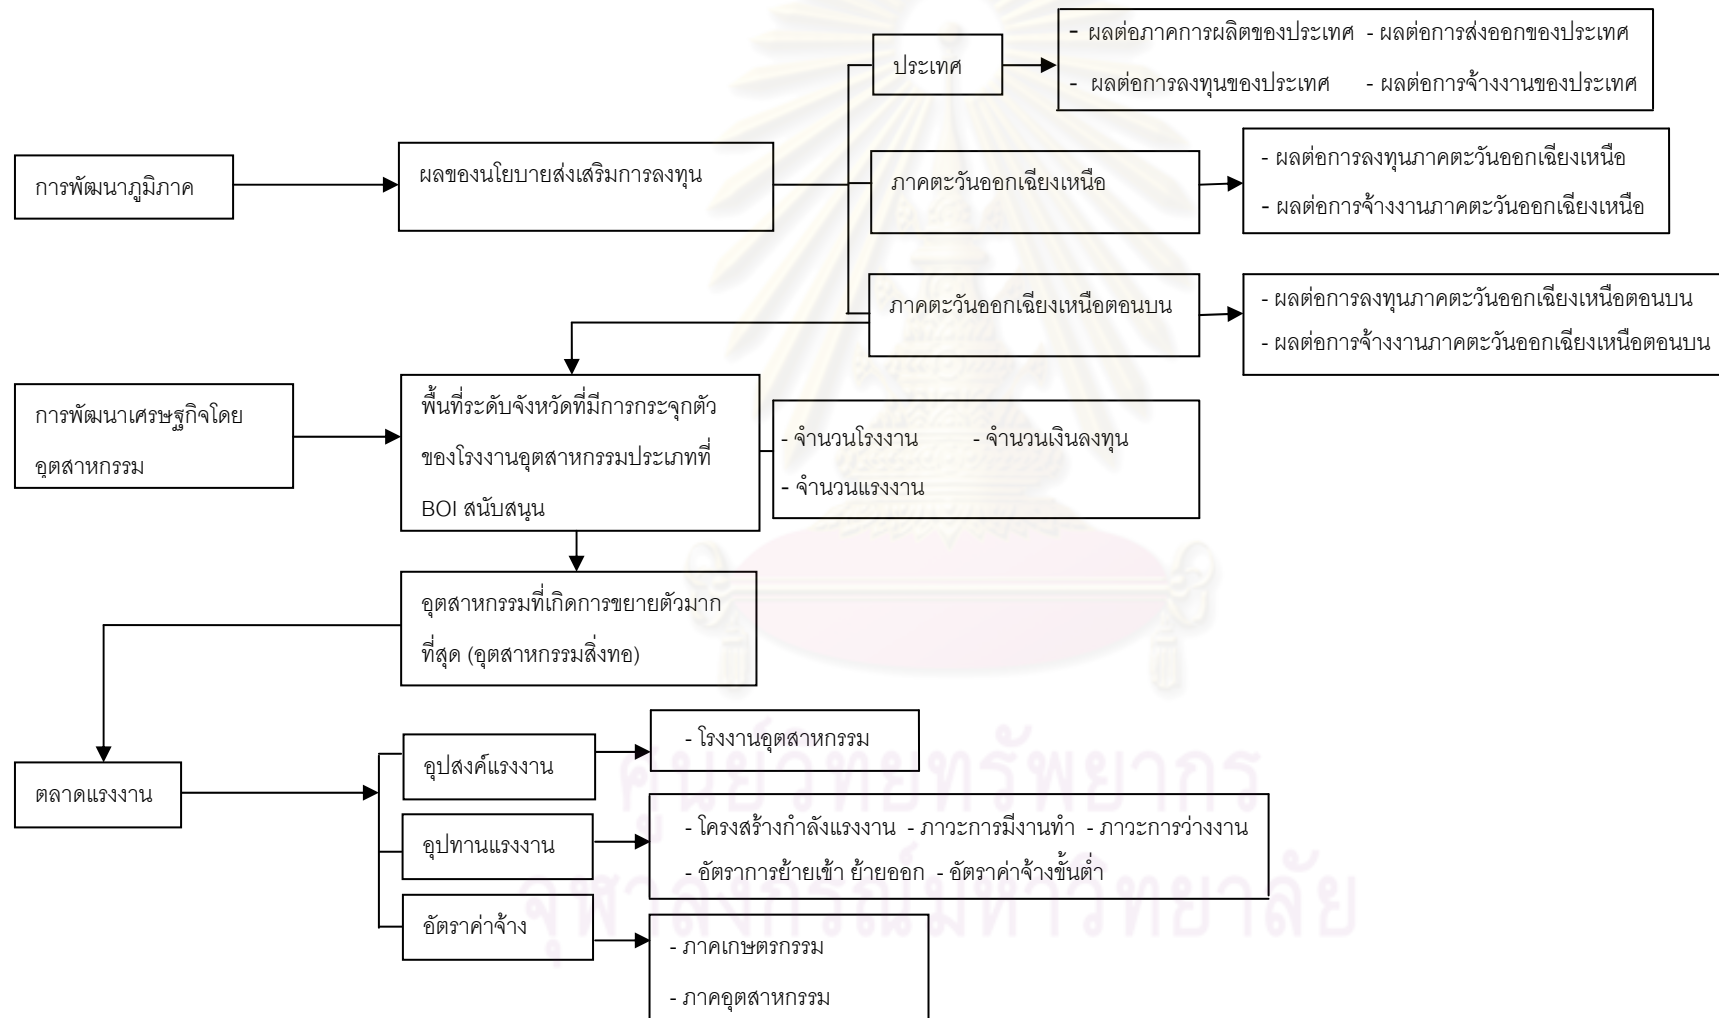 - ผลต่อภาคการผลิตของประเทศ - ผลต่อการส่งออกของประเทศ
ประเทศ
- ผลต่อการลงทุนของประเทศ - ผลต่อการจ้างงานของประเทศ
การพัฒนาภูมิภาค
ผลของนโยบายส่งเสริมการลงทุน
ภาคตะวันออกเฉียงเหนือ
- ผลต่อการลงทุนภาคตะวันออกเฉียงเหนือ
- ผลต่อการจ้างงานภาคตะวันออกเฉียงเหนือ
ภาคตะวันออกเฉียงเหนือตอนบน
- ผลต่อการลงทุนภาคตะวันออกเฉียงเหนือตอนบน
- ผลต่อการจ้างงานภาคตะวันออกเฉียงเหนือตอนบน
การพัฒนาเศรษฐกิจโดย
อุตสาหกรรม
พื้นที่ระดับจังหวัดที่มีการกระจุกตัว
ของโรงงานอุตสาหกรรมประเภทที่
BOI สนับสนุน
- จำนวนโรงงาน - จำนวนเงินลงทุน
- จำนวนแรงงาน
อุตสาหกรรมที่เกิดการขยายตัวมาก
ที่สุด (อุตสาหกรรมสิ่งทอ)
ตลาดแรงงาน
อุปสงค์แรงงาน
- โรงงานอุตสาหกรรม
อุปทานแรงงาน
- โครงสร้างกำลังแรงงาน - ภาวะการมีงานทำ - ภาวะการว่างงาน
- อัตราการย้ายเข้า ย้ายออก - อัตราค่าจ้างขั้นต่ำ
อัตราค่าจ้าง
- ภาคเกษตรกรรม
- ภาคอุตสาหกรรม
ศูนย์วิทยทรัพยากร
จุฬาลงกรณ์มหาวิทยาลัย